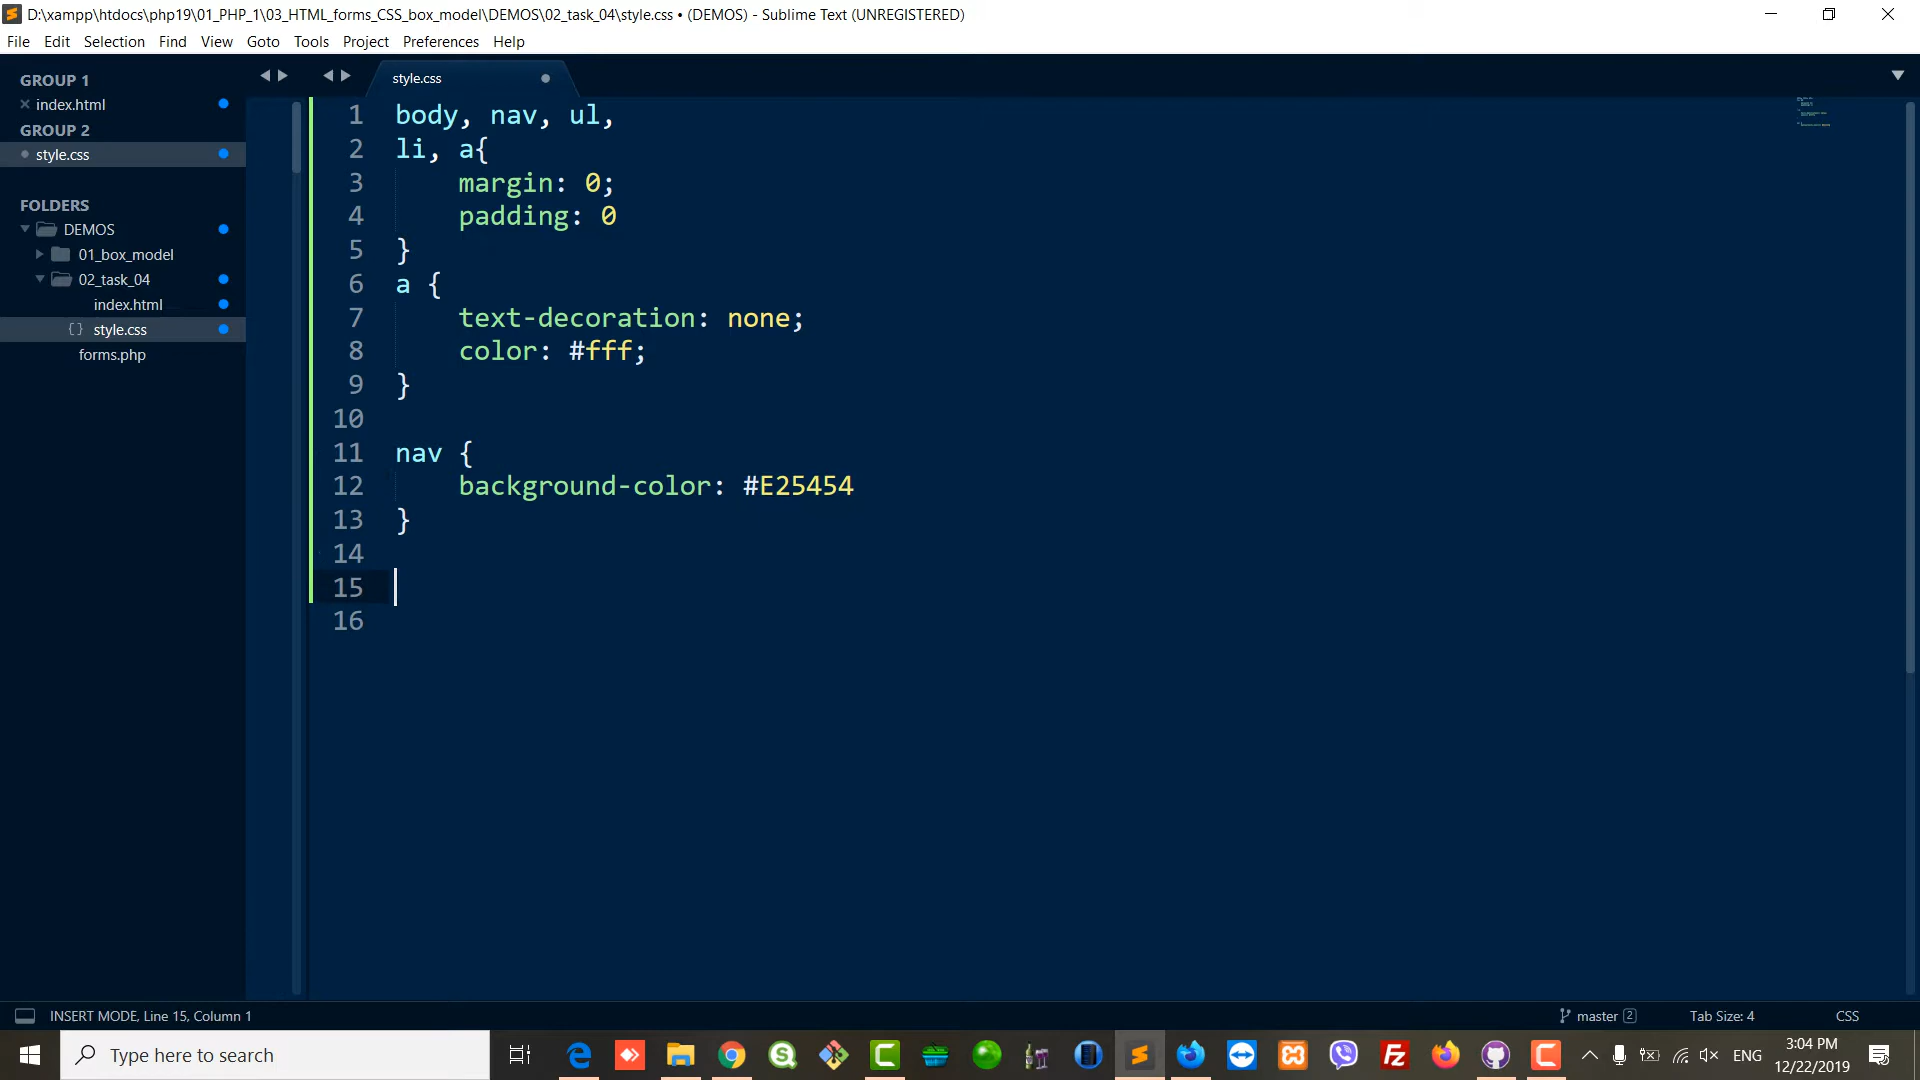 D:\xampp\htdocs\php19\01_PHP_1\03_HTML_forms_CSS_box_model\DEMOS\02_task_04\style.css • (DEMOS) - Sublime Text (UNREGISTERED)
File Edit Selection Find View Goto Tools Project Preferences Help
GROUP 1
index.html
GROUP 2
style.css
FOLDERS
DEMOS
01_box_model
02_task_04
index.html
{} style.css
forms.php
style.css
1 body, nav, ul,
2 li, a{
3 margin: 0;
4 padding: 0
5 }
6 a {
7 text-decoration: none;
8 color: #fff;
9 }
10
11 nav {
12 background-color: #E25454
13 }
14
15
16
INSERT MODE, Line 15, Column 1
master 2
Tab Size: 4
CSS
Type here to search
ENG
3:04 PM
12/22/2019